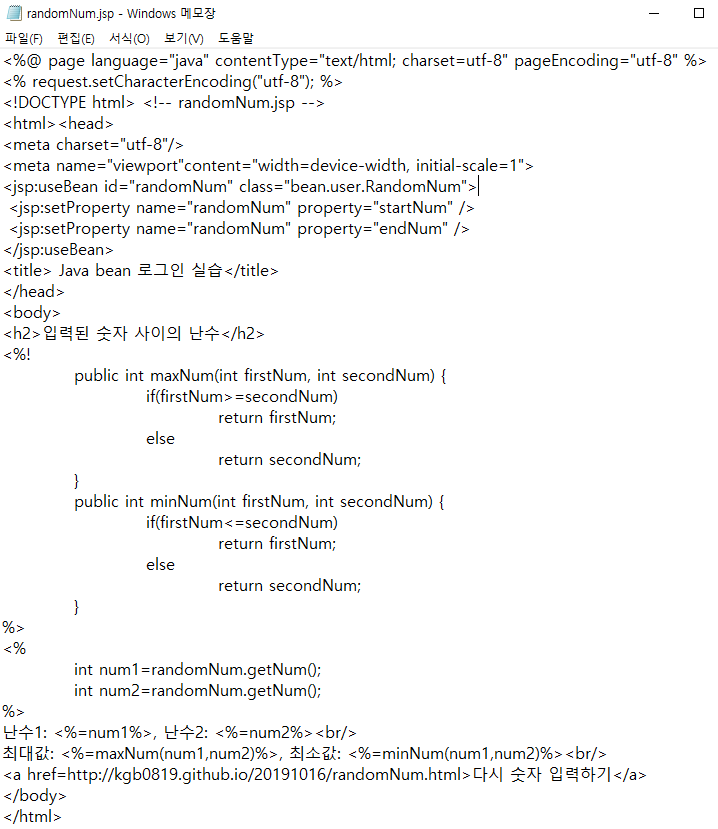 randomNum.jsp - Windows 메모장
파일(F) 편집(E) 서식(O) 보기(V) 도움말
<%@ page language="java" contentType="text/html; charset=utf-8" pageEncoding="utf-8" %>
<% request.setCharacterEncoding("utf-8"); %>
<!DOCTYPE html> <!-- randomNum.jsp -->
<html><head>
<meta charset="utf-8"/>
<meta name="viewport"content="width=device-width, initial-scale=1">
<jsp:useBean id="randomNum" class="bean.user.RandomNum">
 <jsp:setProperty name="randomNum" property="startNum" />
 <jsp:setProperty name="randomNum" property="endNum" />
</jsp:useBean>
<title> Java bean 로그인 실습</title>
</head>
<body>
<h2>입력된 숫자 사이의 난수</h2>
<%!
	public int maxNum(int firstNum, int secondNum) {
		if(firstNum>=secondNum)
			return firstNum;
		else
			return secondNum;
	}
	public int minNum(int firstNum, int secondNum) {
		if(firstNum<=secondNum)
			return firstNum;
		else
			return secondNum;
	}
%>
<%
	int num1=randomNum.getNum();
	int num2=randomNum.getNum();
%>
난수1: <%=num1%>, 난수2: <%=num2%><br/>
최대값: <%=maxNum(num1,num2)%>, 최소값: <%=minNum(num1,num2)%><br/>
<a href=http://kgb0819.github.io/20191016/randomNum.html>다시 숫자 입력하기</a>
</body>
</html>